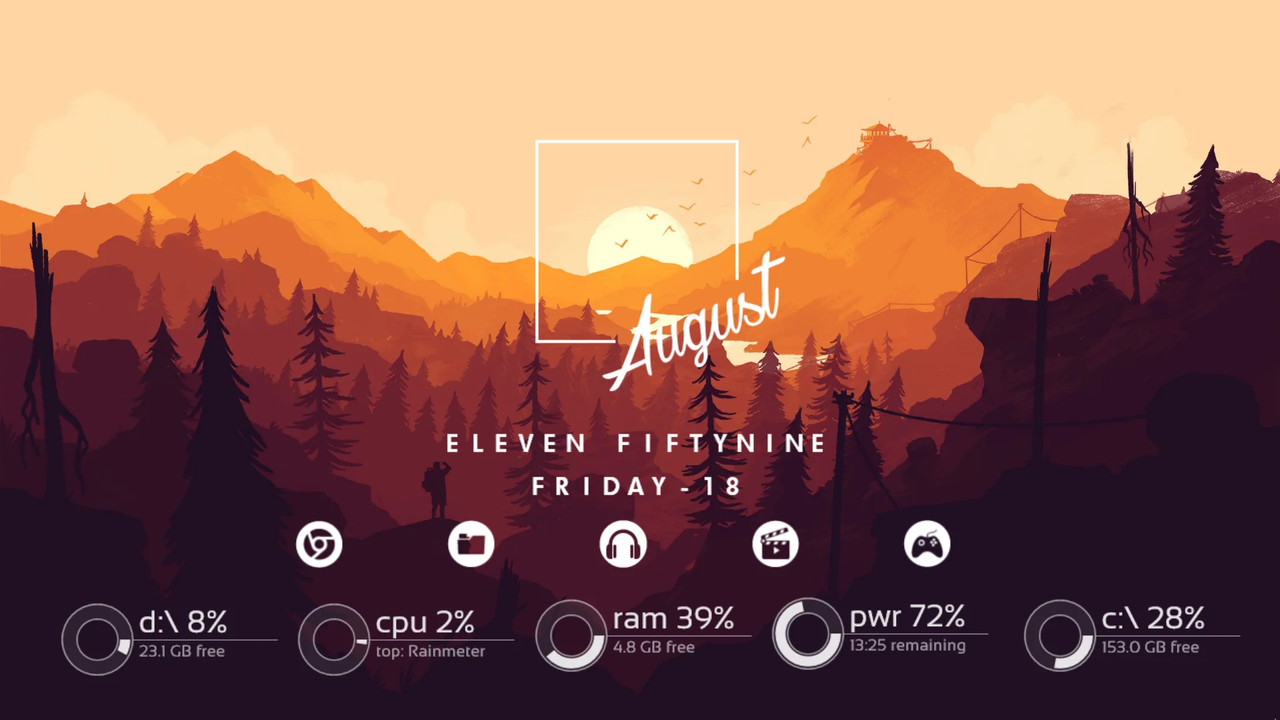 August
ELEVEN FIFTYNINE
FRIDAY-18
d:\ 8%
23.1 GB free
cpu 2%
top: Rainmeter
ram 39%
4.8 GB free
pwr 72%
13:25 remaining
c:\ 28%
153.0 GB free